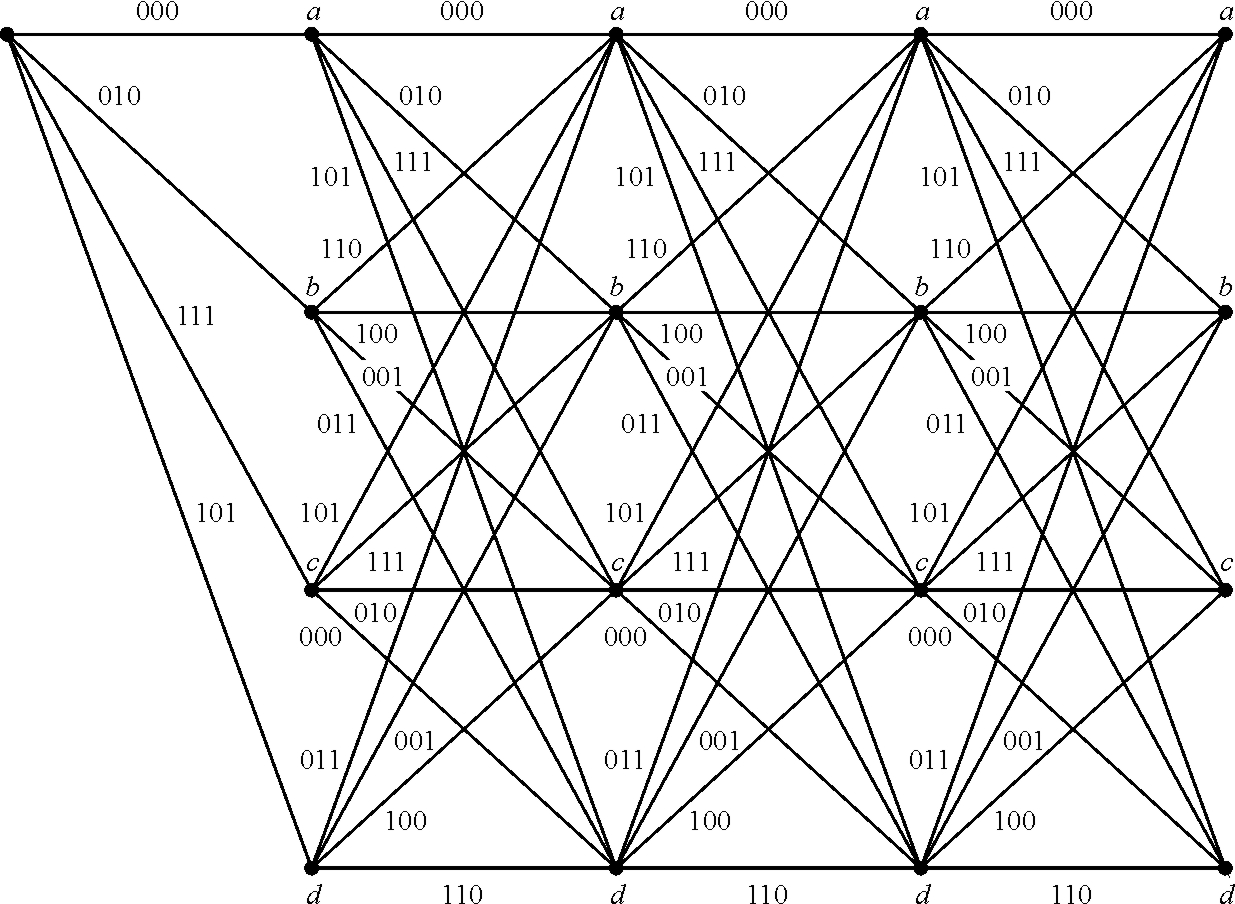 000 000 000 000
a a a a
010 010 010 010
111 111 111
101 101 101
110 110 110
b b b b
111
100 100 100
001 001 001
011 011 011
101 101 101 101
c c c c
111 111 111
010 010 010
000 000 000
001 001 001
011 011 011
100 100 100
110 110 110
d d d d